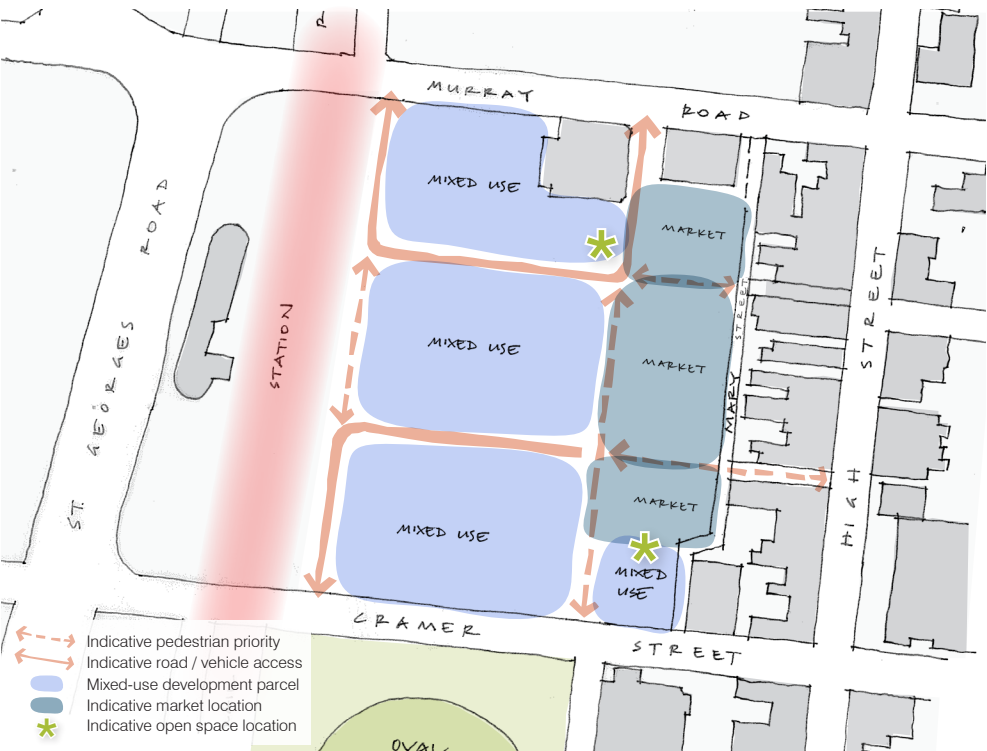 R
MURRAY
ROAD
MIXED USE
MARKET
ROAD
GEORGES
ST.
STATION
MIXED USE
MARKET
STREET
MARY
STREET
HIGH
MIXED USE
MARKET
MIXED
USE
CRAMER
STREET
OVAL
Indicative pedestrian priority
Indicative road / vehicle access
Mixed-use development parcel
Indicative market location
Indicative open space location